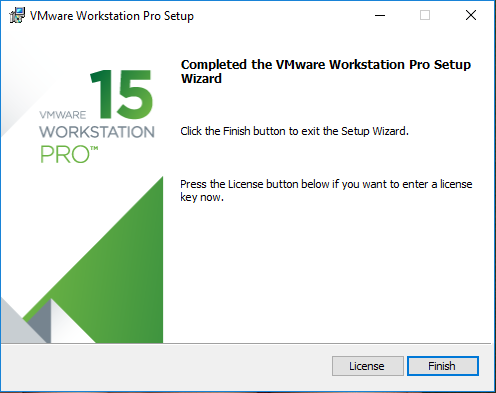 VMware Workstation Pro Setup
15
VMWARE
WORKSTATION
PRO™
Completed the VMware Workstation Pro Setup
Wizard
Click the Finish button to exit the Setup Wizard.
Press the License button below if you want to enter a license
key now.
License
Finish